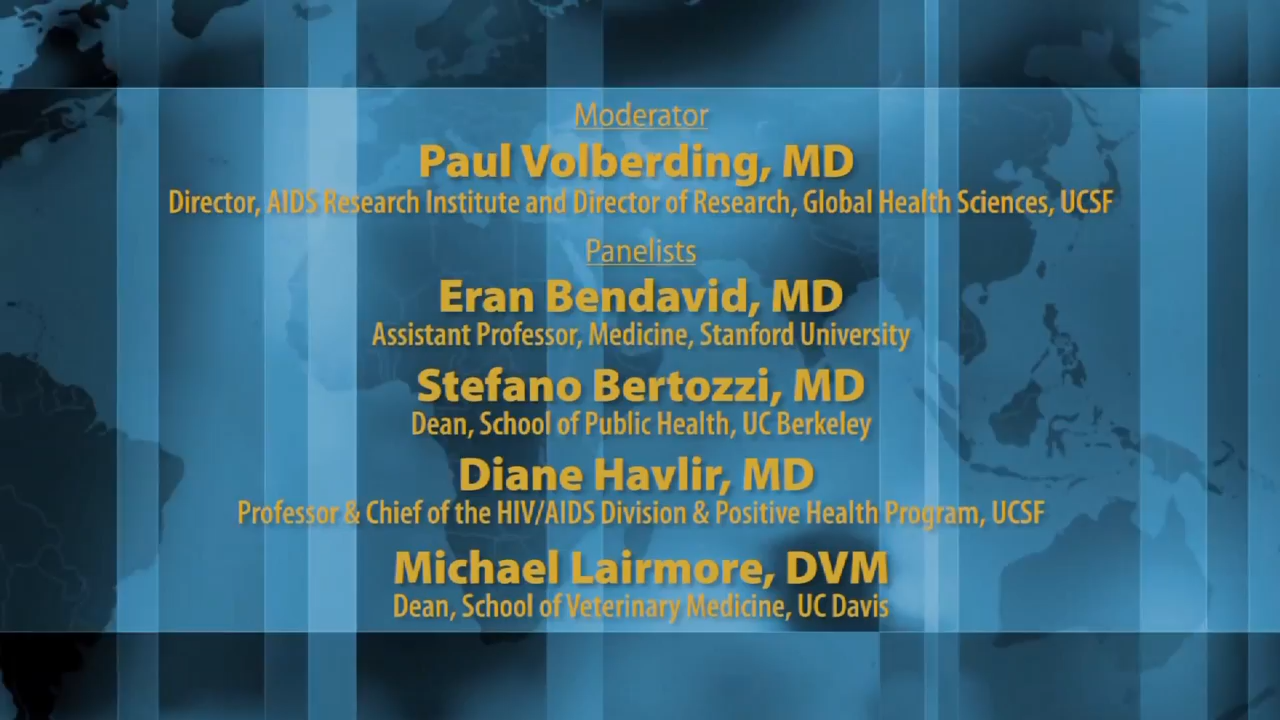 Moderator
Paul Volberding, MD
Director, AIDS Research Institute and Director of Research, Global Health Sciences, UCSF
Panelists
Eran Bendavid, MD
Assistant Professor, Medicine, Stanford University
Stefano Bertozzi, MD
Dean, School of Public Health, UC Berkeley
Diane Havlir, MD
Professor & Chief of the HIV/AIDS Division & Positive Health Program, UCSF
Michael Lairmore, DVM
Dean, School of Veterinary Medicine, UC Davis